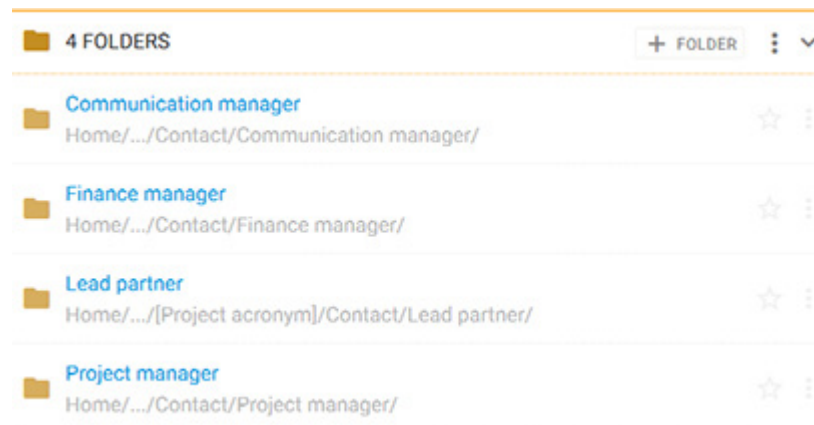 4 FOLDERS
+ FOLDER
Communication manager
Home/.../Contact/Communication manager/
Finance manager
Home/.../Contact/Finance manager/
Lead partner
Home/.../[Project acronym]/Contact/Lead partner/
Project manager
Home/.../Contact/Project manager/